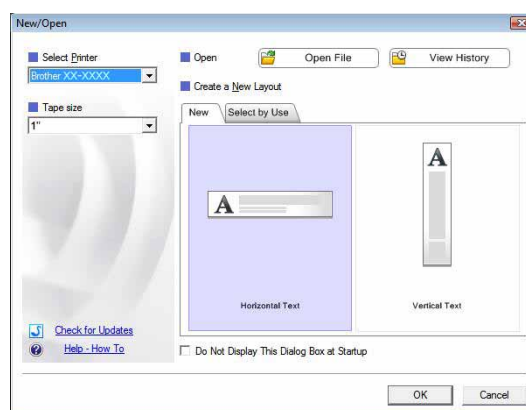 New/Open
Select Printer
Brother XX-XXXX
Tape size
1"
Check for Updates
Help - How To
Open
Open File
View History
Create a New Layout
New
Select by Use
A
Horizontal Text
A
Vertical Text
Do Not Display This Dialog Box at Startup
OK
Cancel